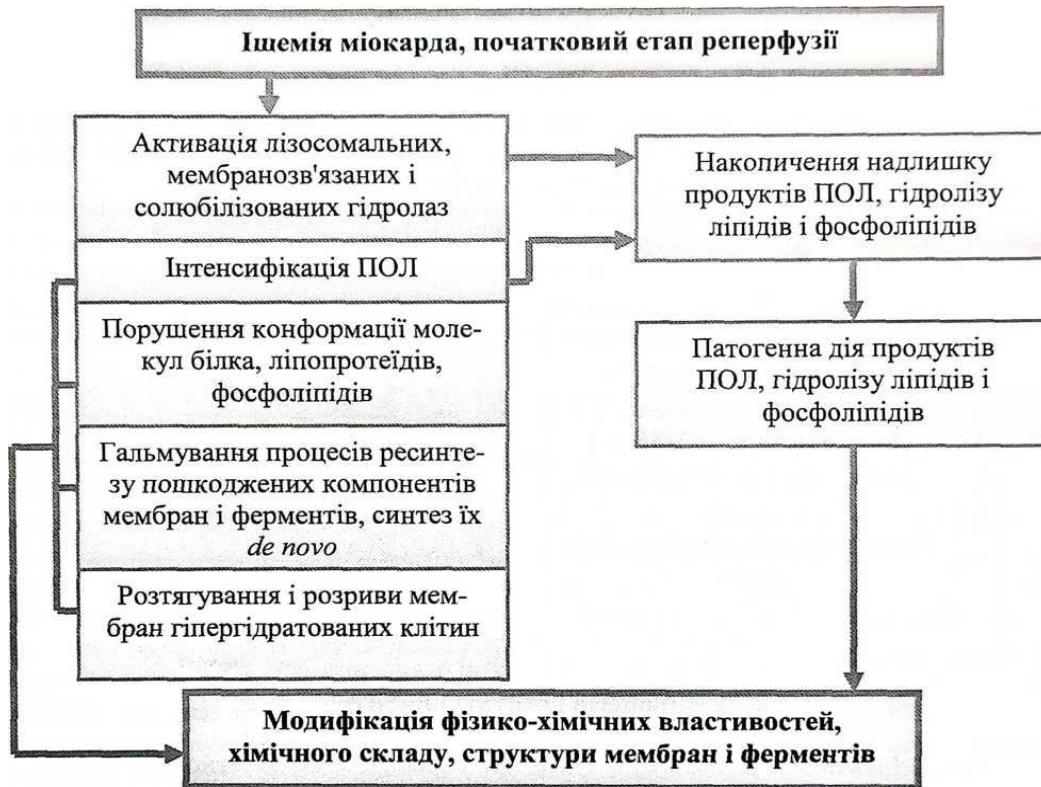 Ішемія міокарда, початковий етап реперфузії
Активація лізосомальних,
мембранозв'язаних і
солюбілізованих гідролаз
Інтенсифікація ПОЛ
Порушення конформації моле-
кул білка, ліпопротеїдів,
фосфоліпідів
Гальмування процесів ресинте-
зу пошкоджених компонентів
мембран і ферментів, синтез їх
de novo
Розтягування і розриви мем-
бран гіпергідратованих клітин
Накопичення надлишку
продуктів ПОЛ, гідролізу
ліпідів і фосфоліпідів
Патогенна дія продуктів
ПОЛ, гідролізу ліпідів і
фосфоліпідів
Модифікація фізико-хімічних властивостей,
хімічного складу, структури мембран і ферментів